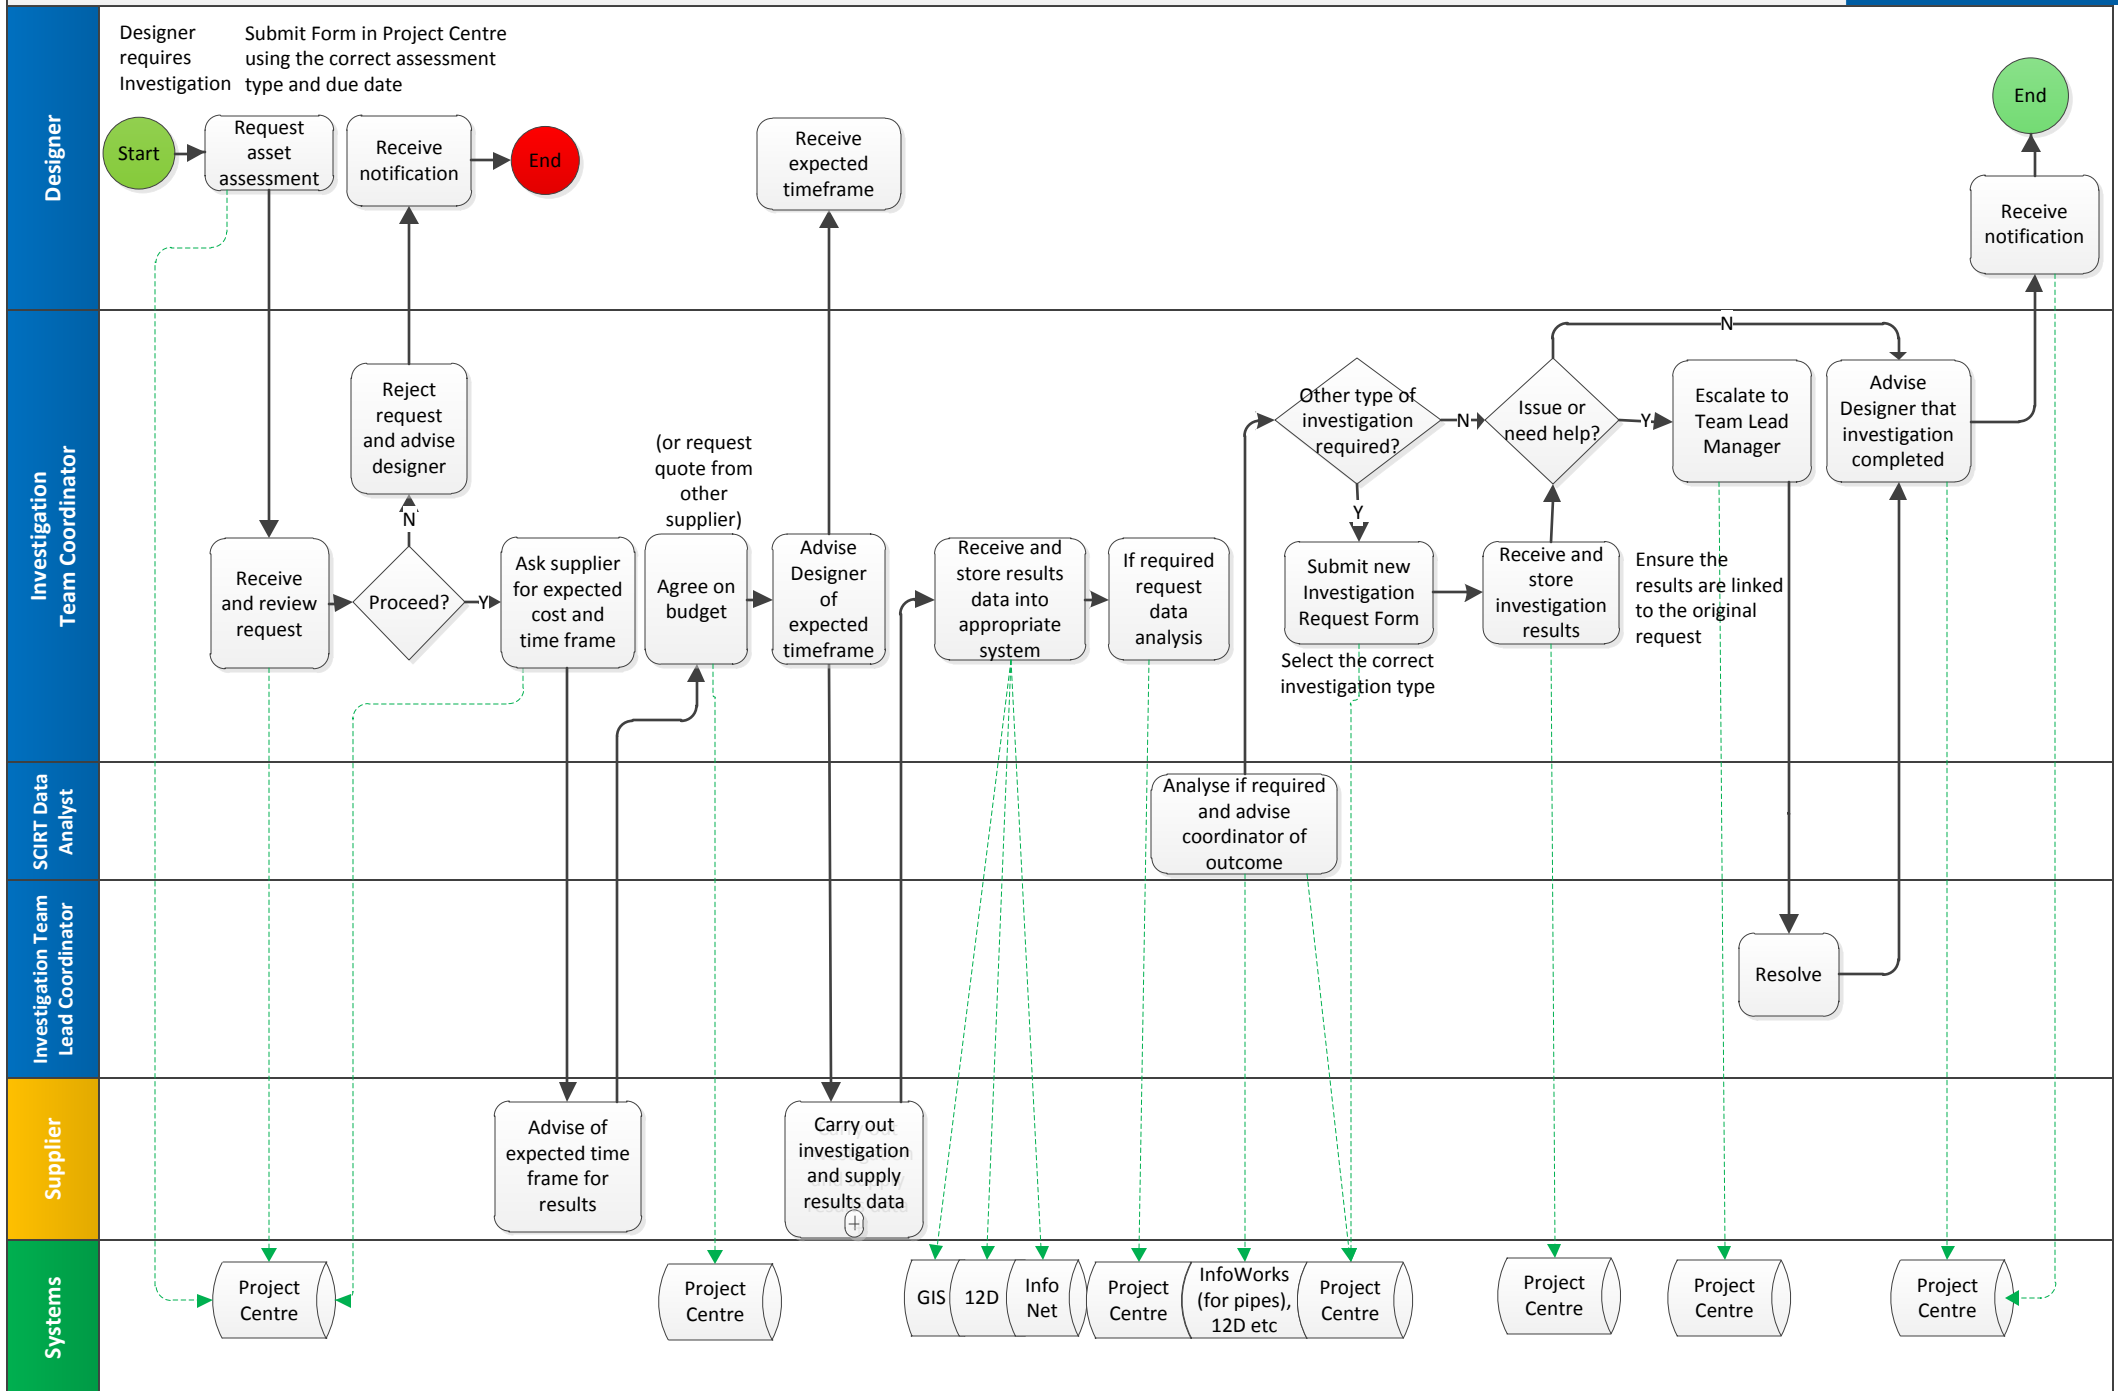 Designer
Designer
requires
Investigation
Submit Form in Project Centre
using the correct assessment
type and due date
Start
Request
asset
assessment
Receive
notification
End
Receive
expected
timeframe
End
Receive
notification
Investigation
Team Coordinator
Receive
and review
request
Proceed?
N
Y
Reject
request
and advise
designer
Ask supplier
for expected
cost and
time frame
(or request
quote from
other
supplier)
Agree on
budget
Advise
Designer
of
expected
timeframe
Receive and
store results
data into
appropriate
system
If required
request
data
analysis
Other type of
investigation
required?
N
Y
Submit new
Investigation
Request Form
Select the correct
investigation type
Issue or
need help?
N
Y
Receive and
store
investigation
results
Ensure the
results are linked
to the original
request
Escalate to
Team Lead
Manager
Advise
Designer that
investigation
completed
SCIRT Data
Analyst
Analyse if required
and advise
coordinator of
outcome
Investigation Team
Lead Coordinator
Resolve
Supplier
Advise of
expected time
frame for
results
Carry out
investigation
and supply
results data
Systems
Project
Centre
Project
Centre
GIS
12D
Info
Net
Project
Centre
InfoWorks
(for pipes),
12D etc
Project
Centre
Project
Centre
Project
Centre
Project
Centre